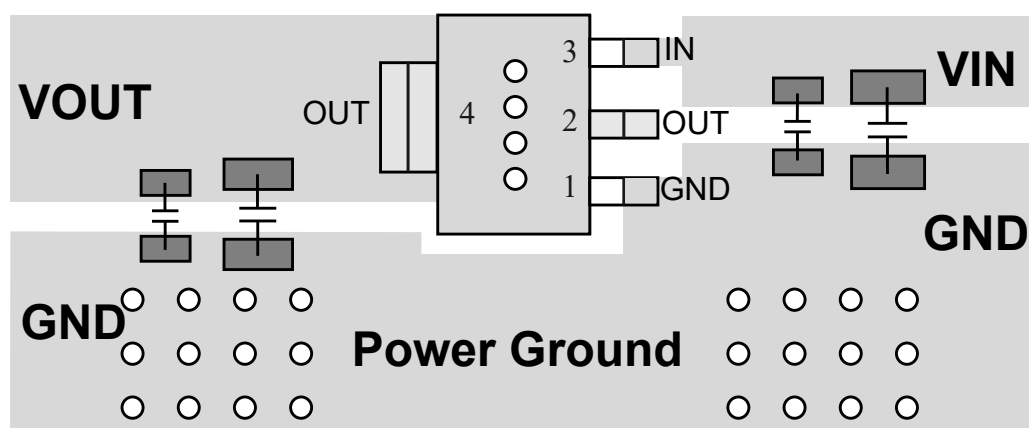 3 IN
VIN
VOUT
OUT 4 2 OUT
1 GND
GND
GND
Power Ground